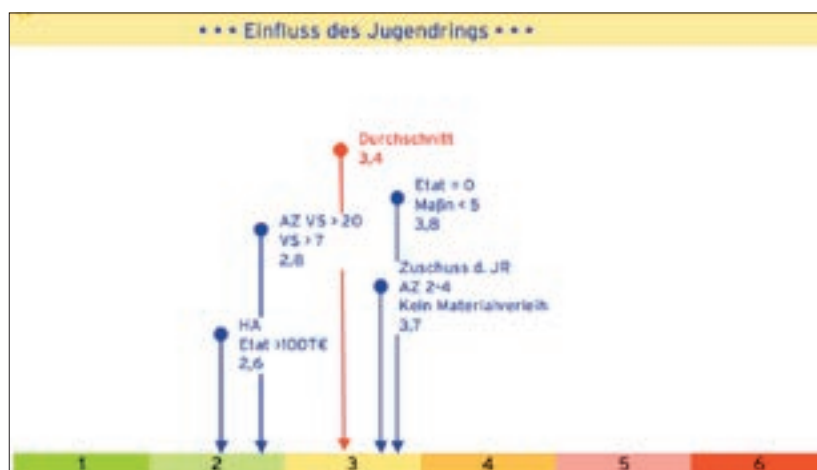 • • • Einfluss des Jugendrings • • •
Durchschnitt
3,4
Etat = 0
Maßn < 5
3,8
AZ VS > 20
VS > 7
2,8
Zuschuss d. JR
AZ 2-4
Kein Materialverleih
3,7
HA
Etat >100T€
2,6
1 2 3 4 5 6